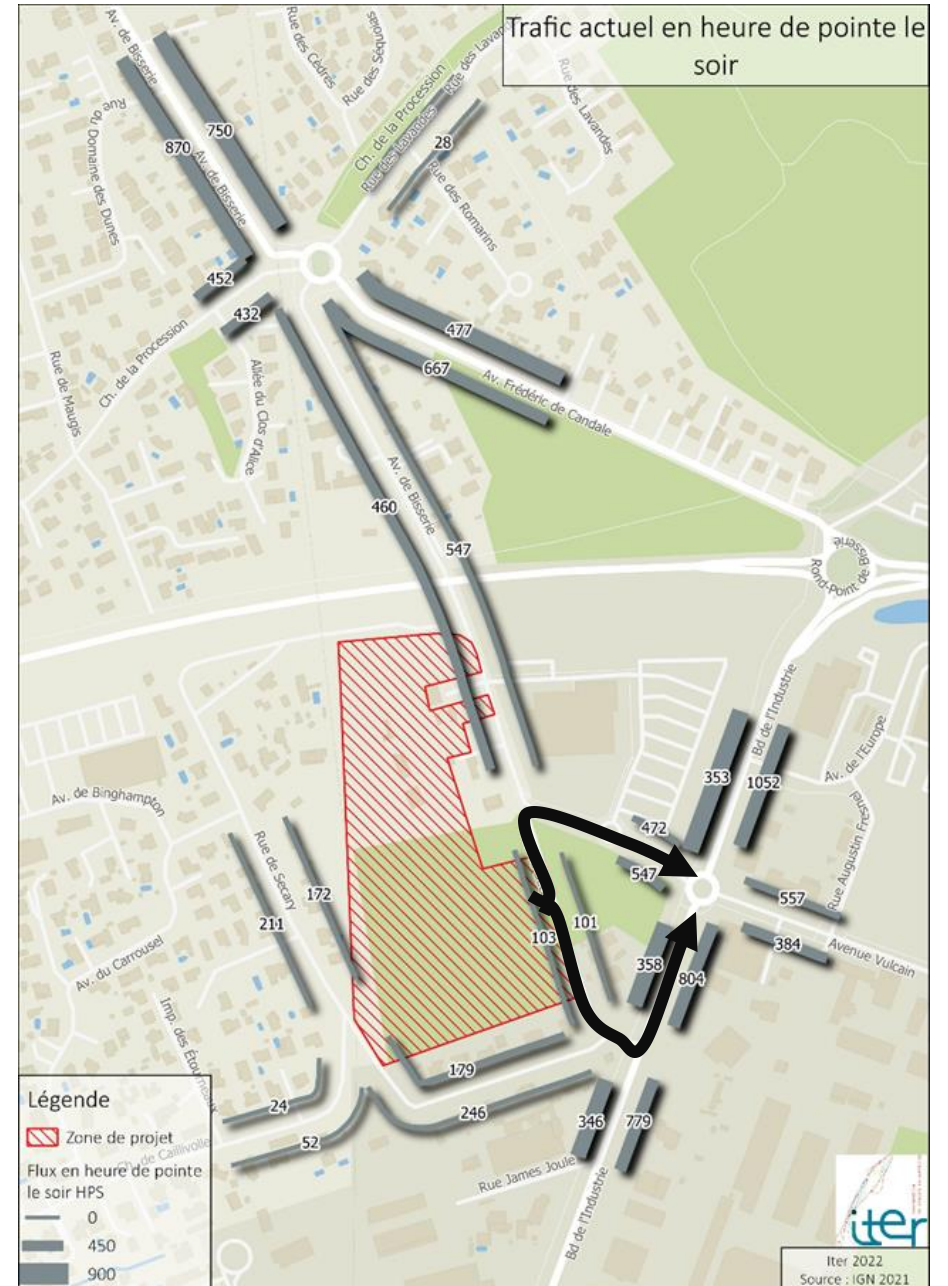 Trafic actuel en heure de pointe le
soir
Av. de Bisserie
Rue des Cèdres
Rue des Séquoias
Rue des Lavandes
750
Ch. de la Procession
Rue des Lavandes
28
Rue des Lavandes
Rue du Domaine des Dunes
870
Av. de Bisserie
Rue des Romarins
452
432
Ch. de la Procession
477
667
Av. Frédéric de Candale
Rue de Maugis
Allée du Clos d'Alice
Av. de Bisserie
460
547
Rond-Point de Bisserie
Bd de l'Industrie
353
1052
Av. de l'Europe
Av. de Binghampton
Rue de Secary
472
547
Rue Augustin Fresnel
557
172
211
103
101
384
Avenue Vulcain
Av. du Carrousel
358
804
Imp. des Étourneaux
179
24
246
52
346
779
Ch. de Caillivolle
Rue James Joule
Bd de l'Industrie
Légende
Zone de projet
Flux en heure de pointe
le soir HPS
0
450
900
iter
Iter 2022
Source : IGN 2021